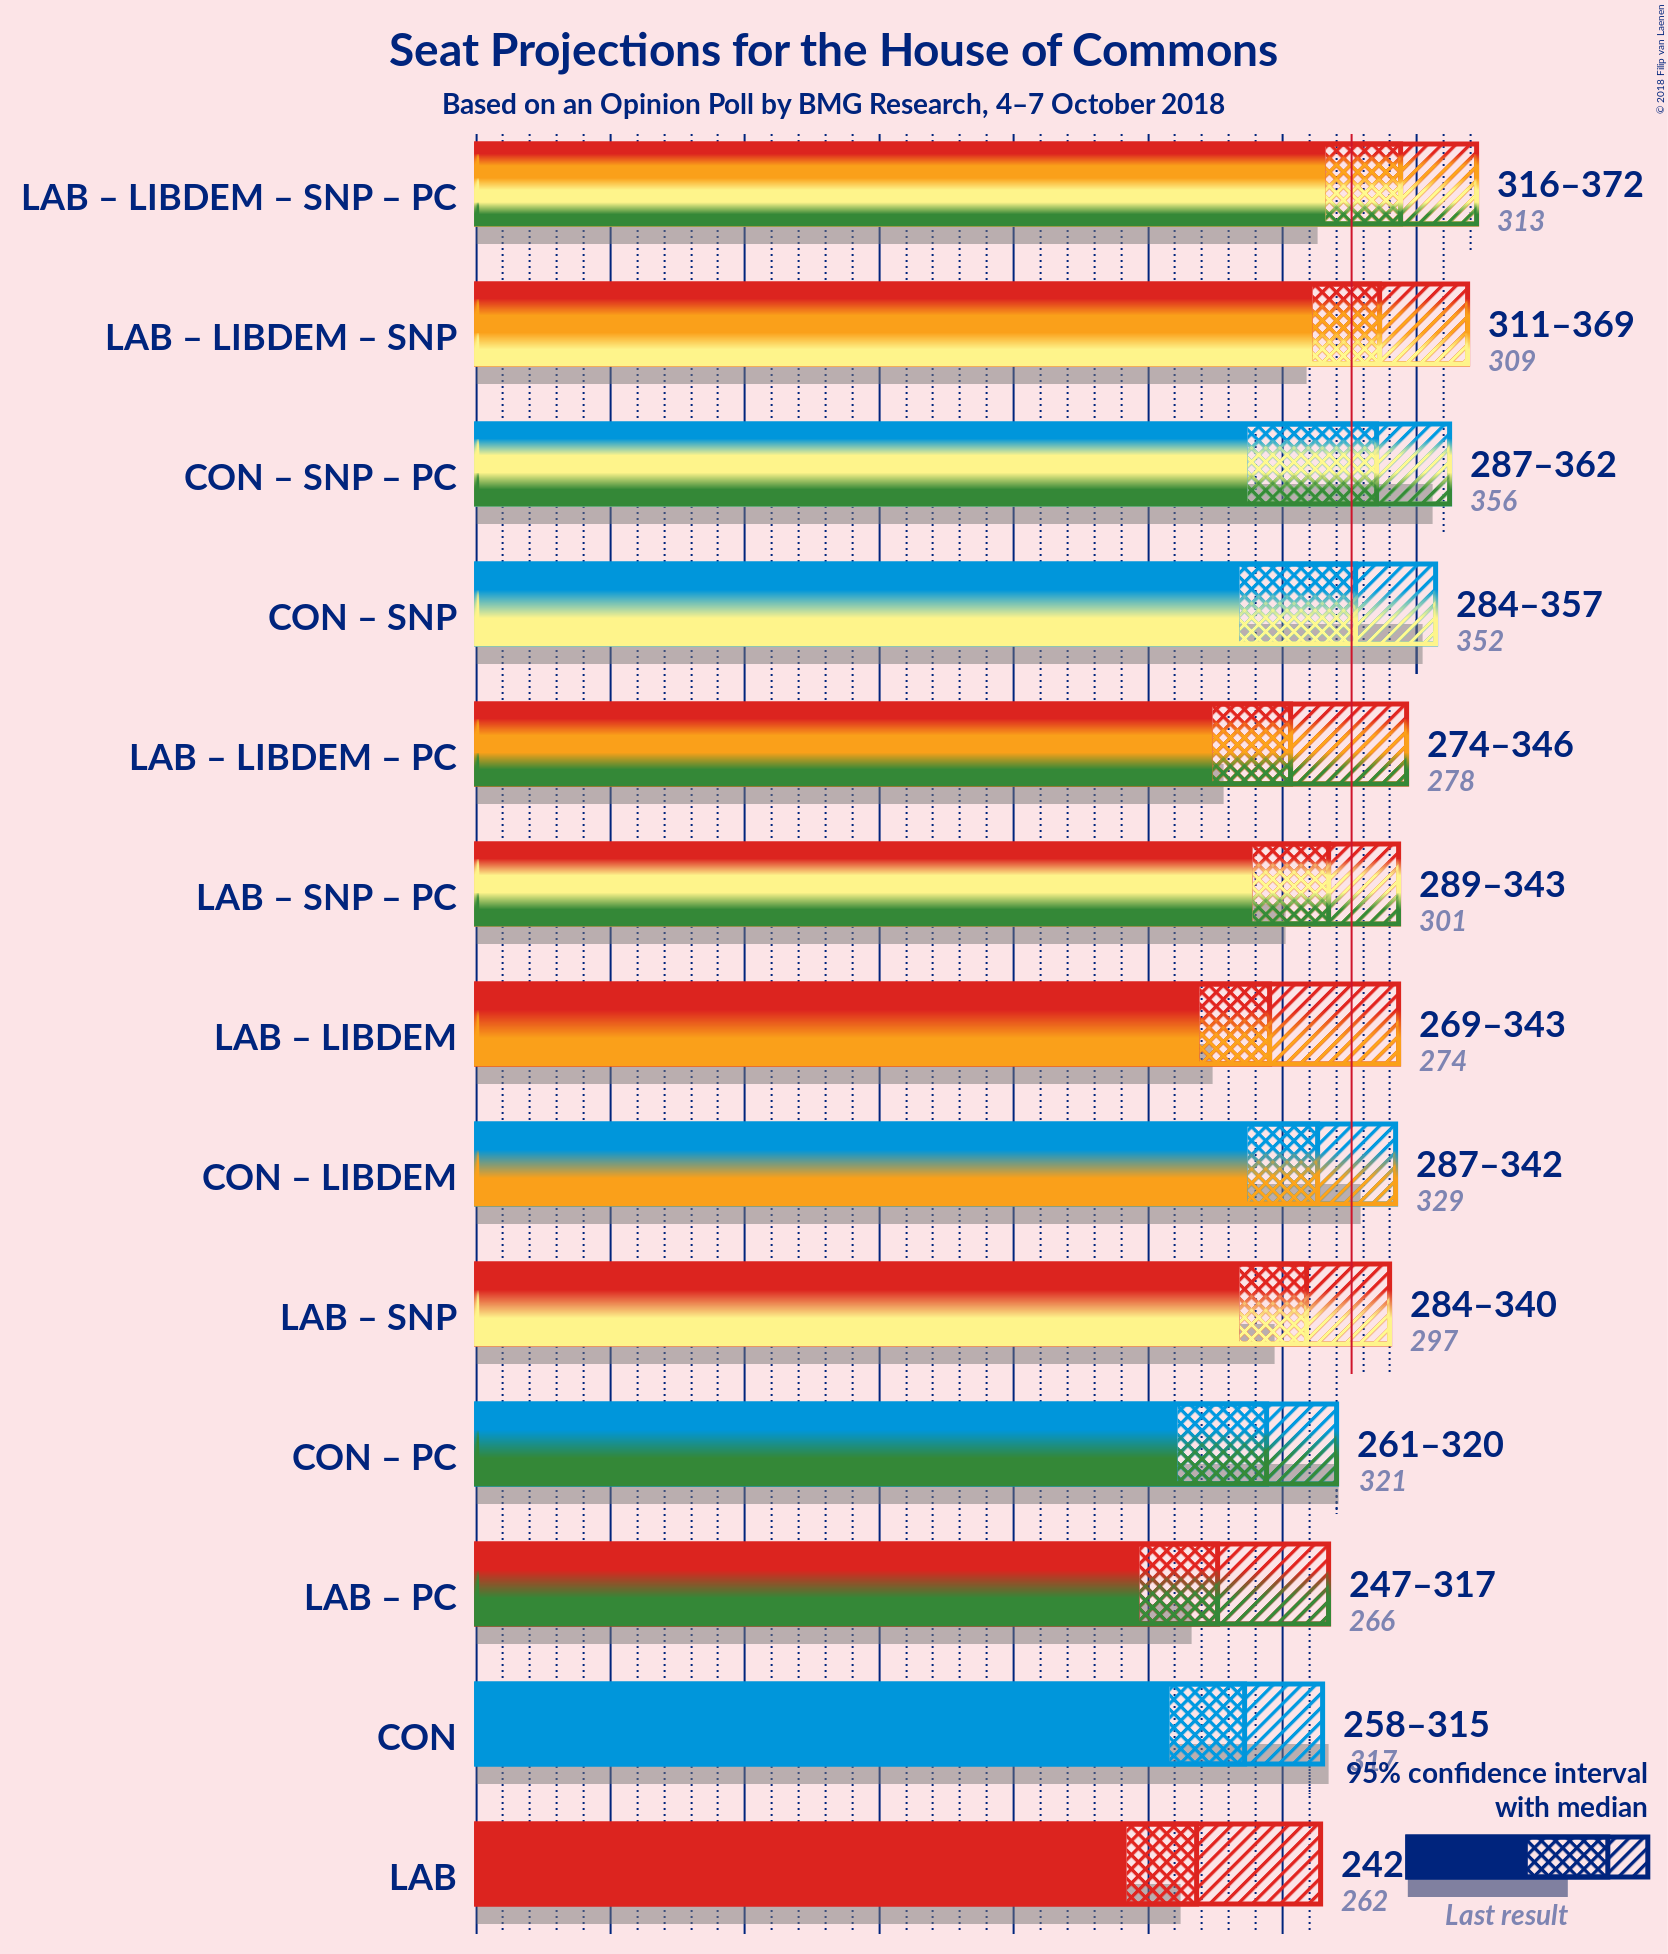 © 2018 Filip van Laenen
Seat Projections for the House of Commons
Based on an Opinion Poll by BMG Research, 4–7 October 2018
LAB – LIBDEM – SNP – PC
316–372
313
LAB – LIBDEM – SNP
311–369
309
CON – SNP – PC
287–362
356
CON – SNP
284–357
352
LAB – LIBDEM – PC
274–346
278
LAB – SNP – PC
289–343
301
LAB – LIBDEM
269–343
274
CON – LIBDEM
287–342
329
LAB – SNP
284–340
297
CON – PC
261–320
321
LAB – PC
247–317
266
CON
258–315
317
95% confidence interval
with median
LAB
242
262
Last result